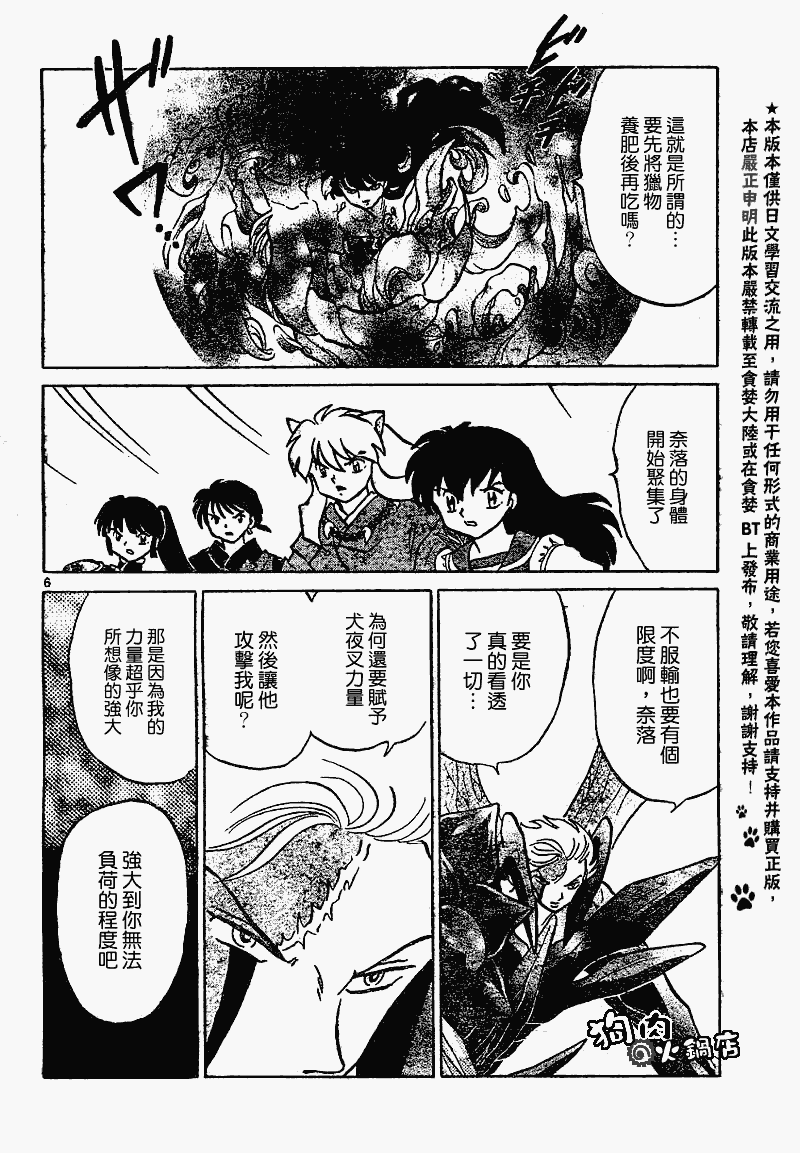 這就是所謂的…
要先將獵物
養肥後再吃嗎？
奈落的身體
開始聚集了
6
不服輸也要有個
限度啊，奈落
要是你
真的看透
了一切…
為何還要賦予
犬夜叉力量
然後讓他
攻擊我呢？
那是因為我的
力量超乎你
所想像的強大
強大到你無法
負荷的程度吧
★本版本僅供日文學習交流之用，請勿用于任何形式的商業用途，若您喜愛本作品請支持并購買正版，
本店嚴正申明此版本嚴禁轉載至貪婪大陸或在貪婪 BT 上發布，敬請理解，謝謝支持！
狗肉
火鍋店